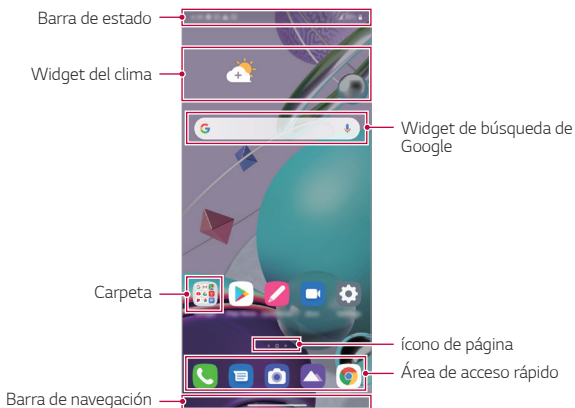 Barra de estado
Widget del clima
Widget de búsqueda de
Google
Carpeta
ícono de página
Área de acceso rápido
Barra de navegación